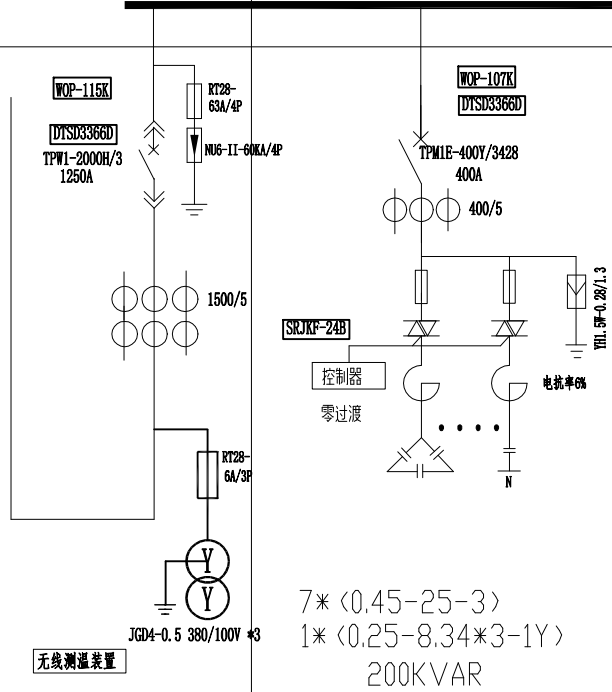 WOP-115K
RT28-
63A/4P
DTSD3366D
TPW1-2000H/3
1250A
NU6-II-60KA/4P
1500/5
RT28-
6A/3P
Y
Y
JGD4-0.5 380/100V *3
无线测温装置
WOP-107K
DTSD3366D
TPM1E-400Y/3428
400A
400/5
YH1.5W-0.28/1.3
SRJKF-24B
控制器
零过渡
电抗率6%
N
7*(0.45-25-3)
1*(0.25-8.34*3-1Y)
200KVAR